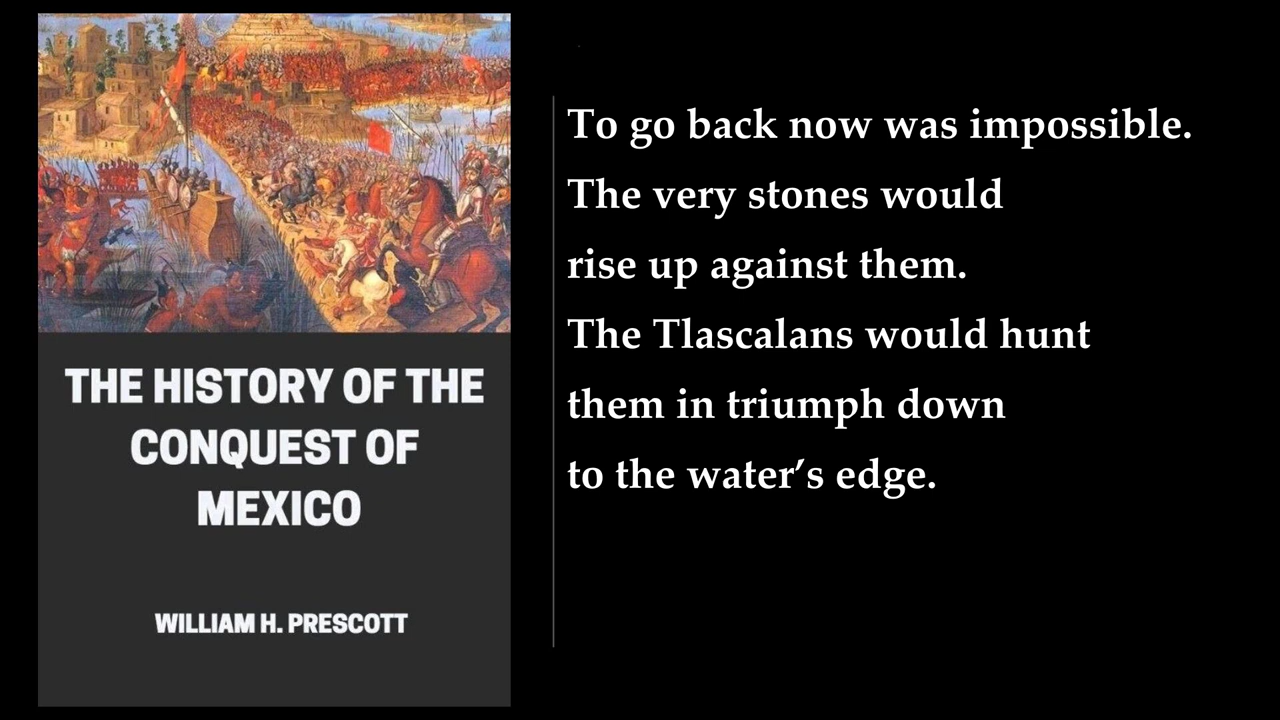 THE HISTORY OF THE
CONQUEST OF
MEXICO
WILLIAM H. PRESCOTT
To go back now was impossible.
The very stones would
rise up against them.
The Tlascalans would hunt
them in triumph down
to the water’s edge.